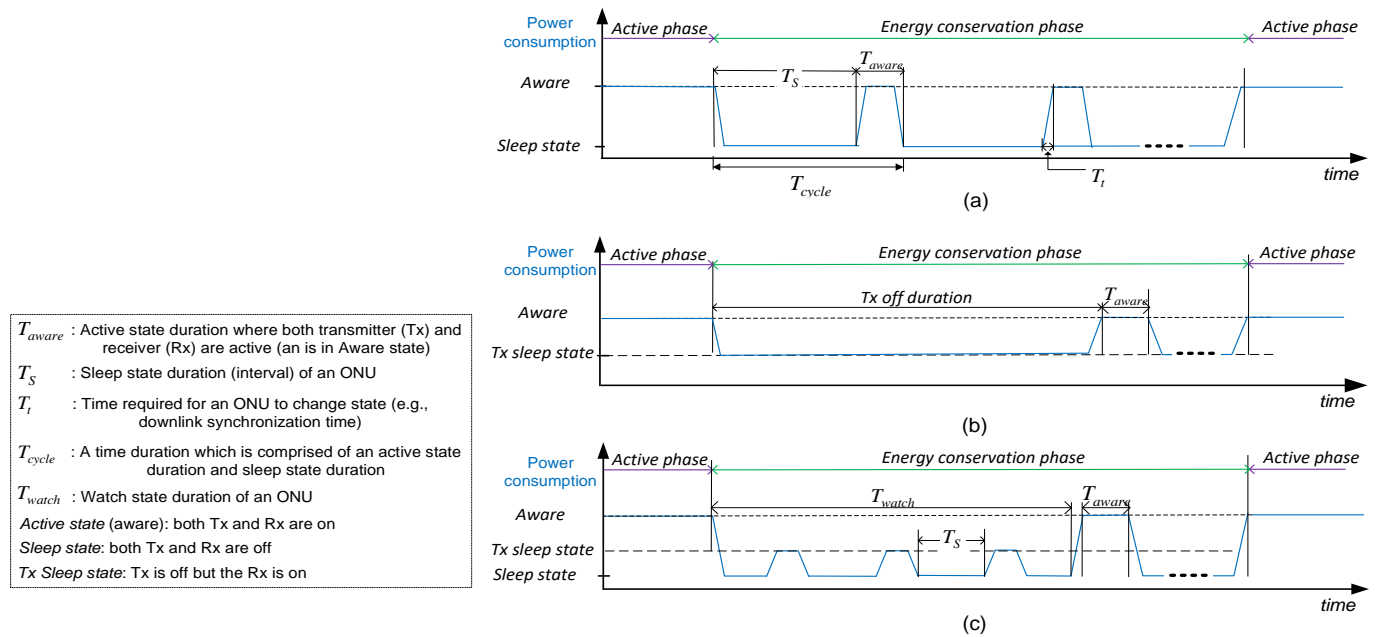 Power
consumption
Active phase
Energy conservation phase
Active phase
Aware
T_S
T_aware
Sleep state
T_cycle
T_t
time
(a)
Power
consumption
Active phase
Energy conservation phase
Active phase
Tx off duration
T_aware
Aware
Tx sleep state
time
(b)
Power
consumption
Active phase
Energy conservation phase
Active phase
T_watch
T_aware
Aware
T_S
Tx sleep state
Sleep state
time
(c)
T_aware : Active state duration where both transmitter (Tx) and
receiver (Rx) are active (an is in Aware state)
T_S : Sleep state duration (interval) of an ONU
T_t : Time required for an ONU to change state (e.g.,
downlink synchronization time)
T_cycle : A time duration which is comprised of an active state
duration and sleep state duration
T_watch : Watch state duration of an ONU
Active state (aware): both Tx and Rx are on
Sleep state: both Tx and Rx are off
Tx Sleep state: Tx is off but the Rx is on